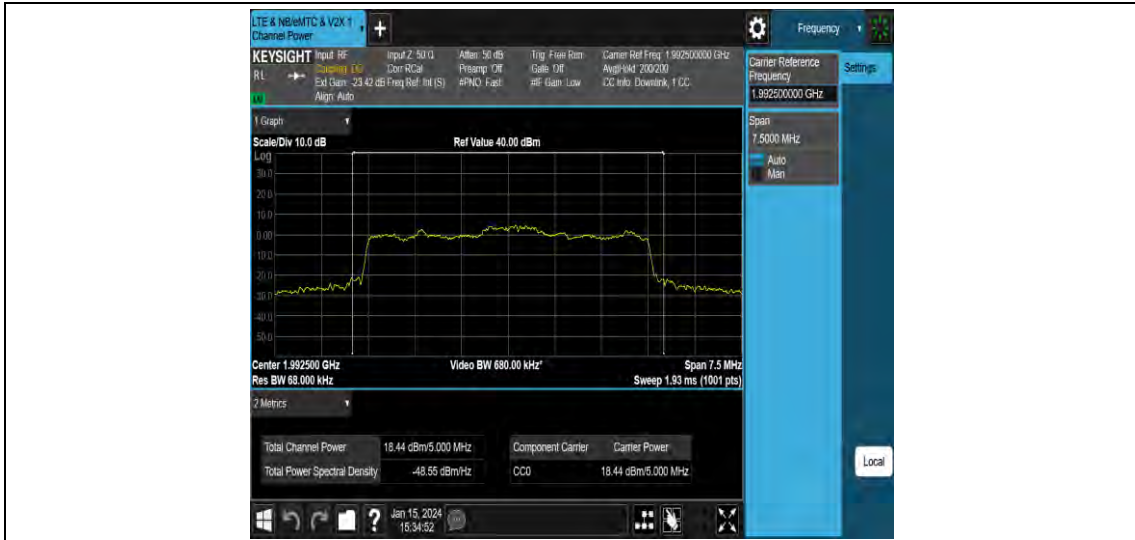 LTE & NB/eMTC & V2X 1
Channel Power
Frequency
KEYSIGHT Input: RF Input Z: 50 Ω Atten: 50 dB Trig: Free Run Carrier Ref Freq: 1.992500000 GHz
RL Coupling: DC Corr RCal Preamp: Off Gate: Off Avg|Hold: 200/200
Ext Gain: -23.42 dB Freq Ref: Int (S) #PNO: Fast #IF Gain: Low CC Info: Downlink, 1 CC
Align: Auto
Carrier Reference
Frequency
1.992500000 GHz
Settings
Span
7.5000 MHz
Auto
Man
1 Graph
Scale/Div 10.0 dB Ref Value 40.00 dBm
Log
30.0
20.0
10.0
0.00
-10.0
-20.0
-30.0
-40.0
-50.0
Center 1.992500 GHz Video BW 680.00 kHz* Span 7.5 MHz
Res BW 68.000 kHz Sweep 1.93 ms (1001 pts)
2 Metrics
Total Channel Power 18.44 dBm/5.000 MHz Component Carrier Carrier Power
Total Power Spectral Density -48.55 dBm/Hz CC0 18.44 dBm/5.000 MHz
Local
? Jan 15, 2024
15:34:52